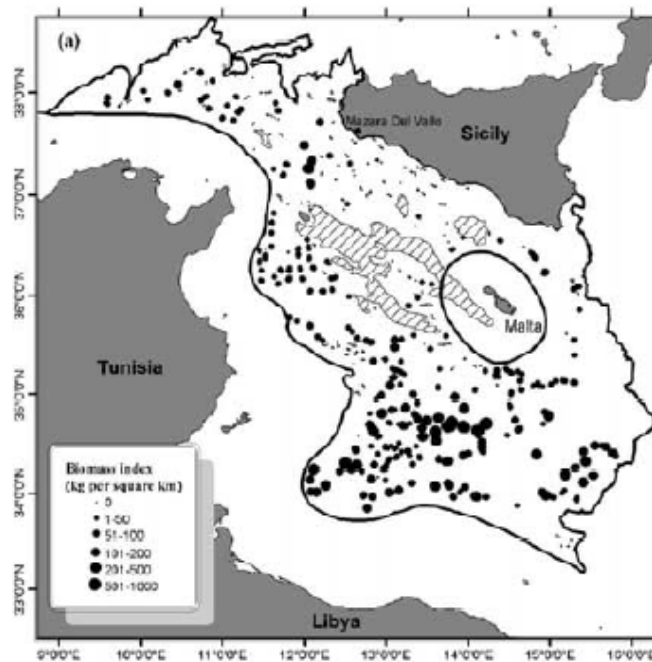 (a)
Mazara Del Vallo
Sicily
Malta
Tunisia
Libya
Biomass index
(kg per square km)
0
1-50
51-100
101-200
201-500
501-1000
38°0'0"N
37°0'0"N
36°0'0"N
35°0'0"N
34°0'0"N
33°0'0"N
9°0'0"E
10°0'0"E
11°0'0"E
12°0'0"E
13°0'0"E
14°0'0"E
15°0'0"E
16°0'0"E